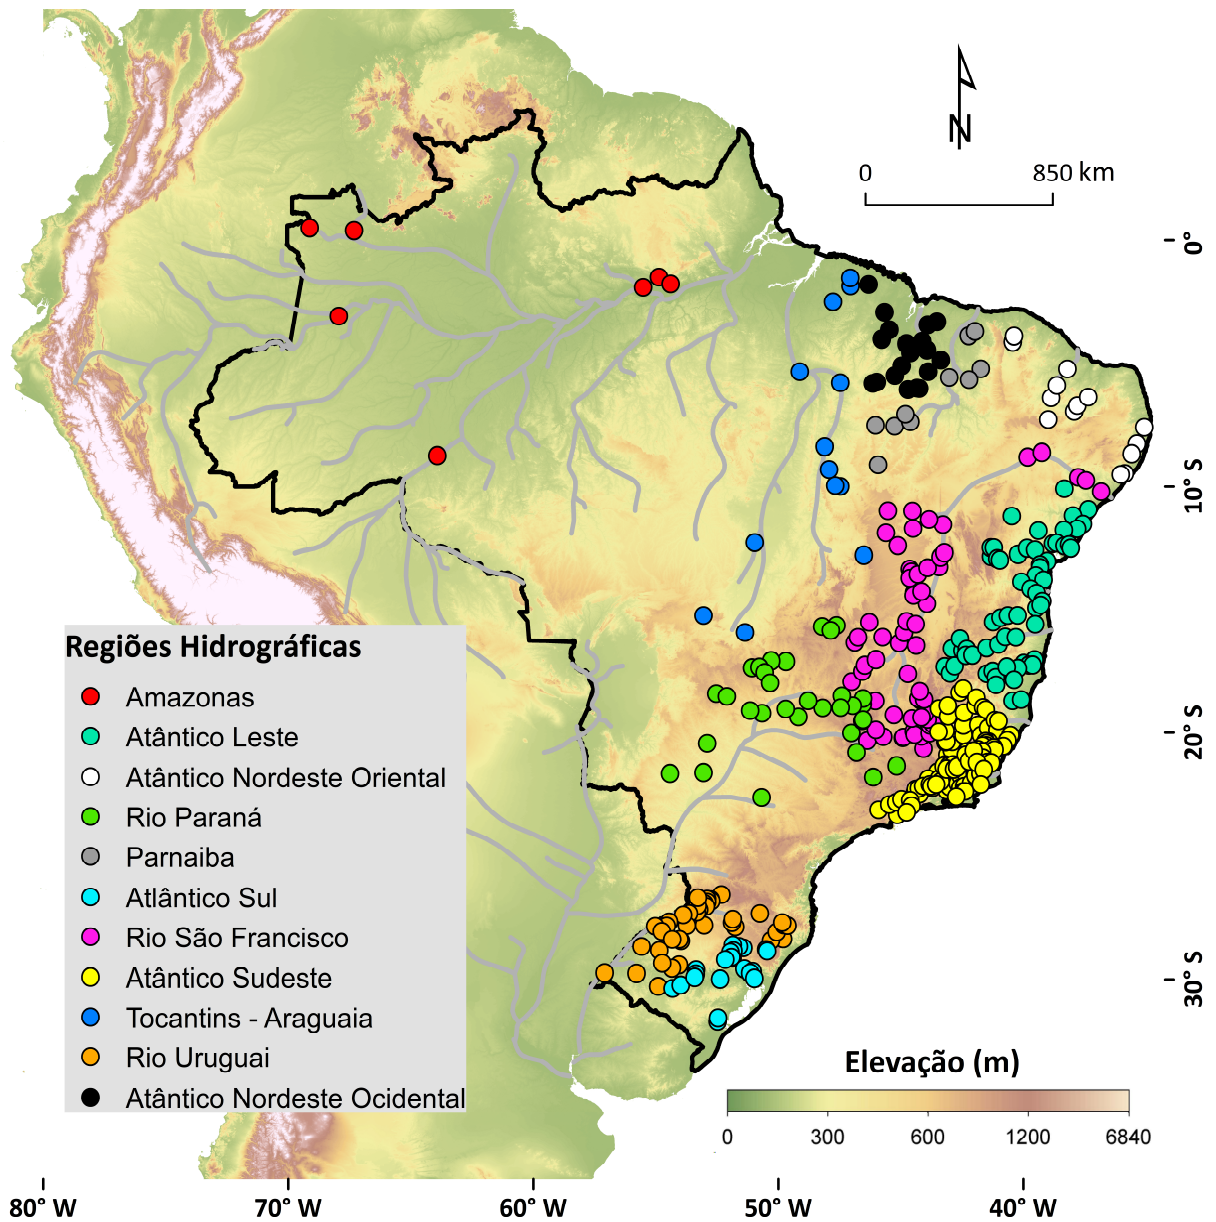 N
0 850 km
0°
10°S
20°S
30°S
Regiões Hidrográficas
Amazonas
Atântico Leste
Atântico Nordeste Oriental
Rio Paraná
Parnaiba
Atlântico Sul
Rio São Francisco
Atântico Sudeste
Tocantins - Araguaia
Rio Uruguai
Atântico Nordeste Ocidental
Elevação (m)
0 300 600 1200 6840
80° W 70° W 60° W 50° W 40° W